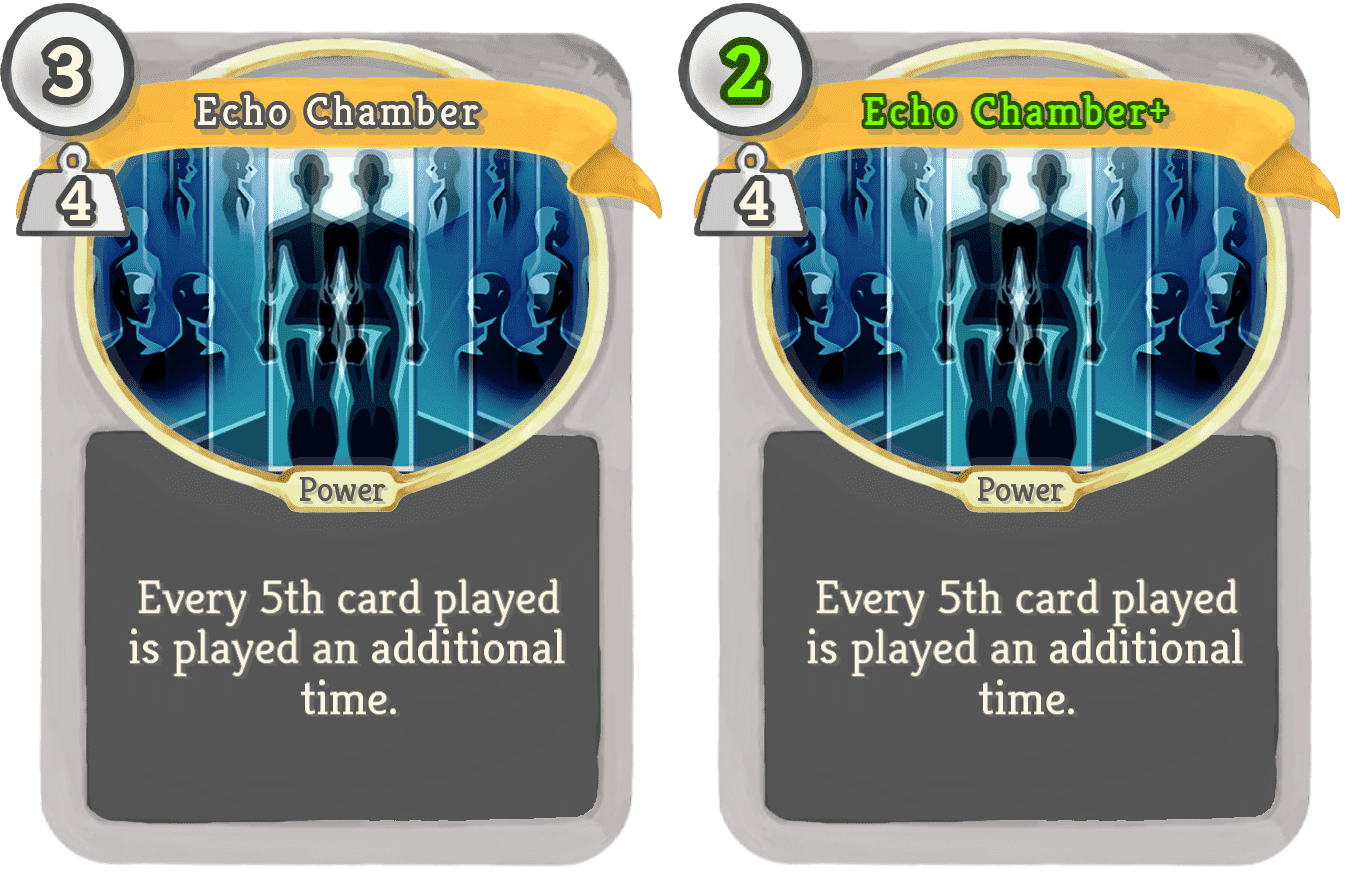 3
Echo Chamber
4
Power
Every 5th card played
is played an additional
time.
2
Echo Chamber+
4
Power
Every 5th card played
is played an additional
time.